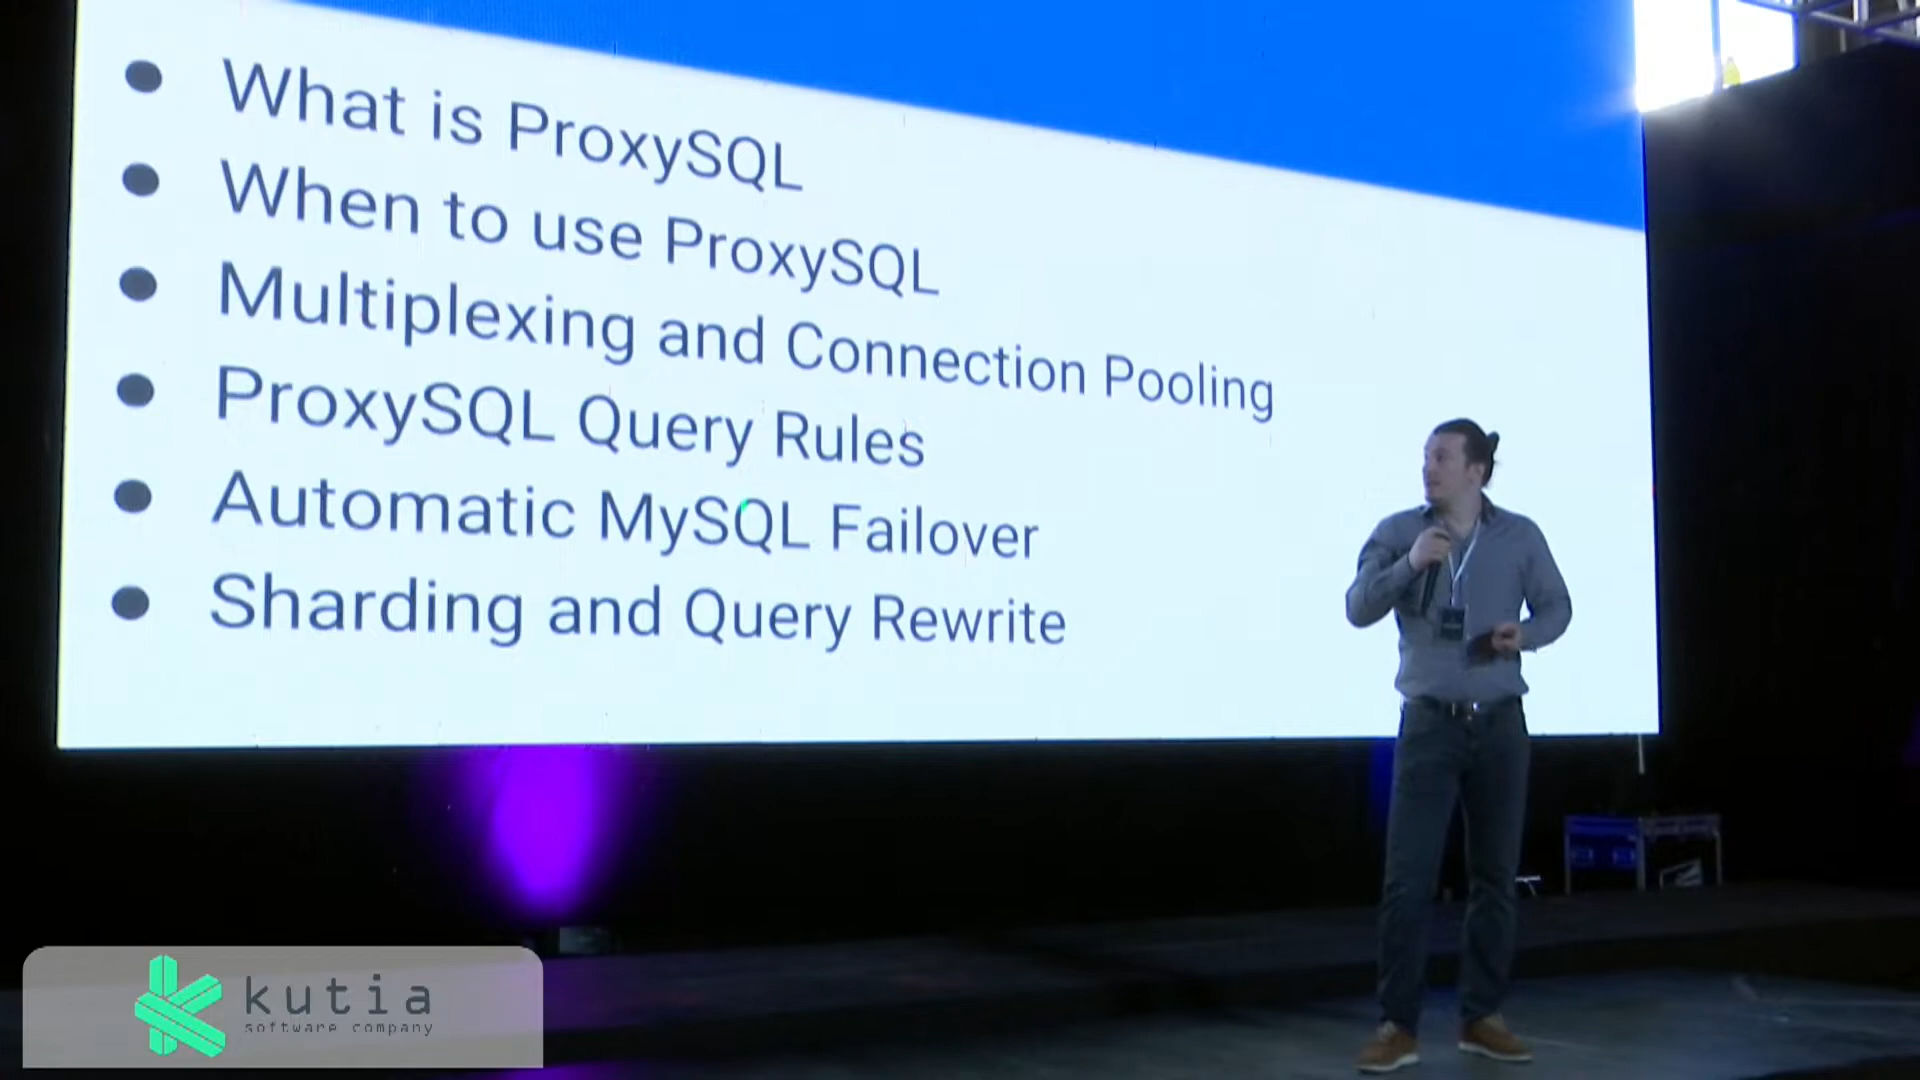 What is ProxySQL
When to use ProxySQL
Multiplexing and Connection Pooling
ProxySQL Query Rules
Automatic MySQL Failover
Sharding and Query Rewrite
kutia
software company